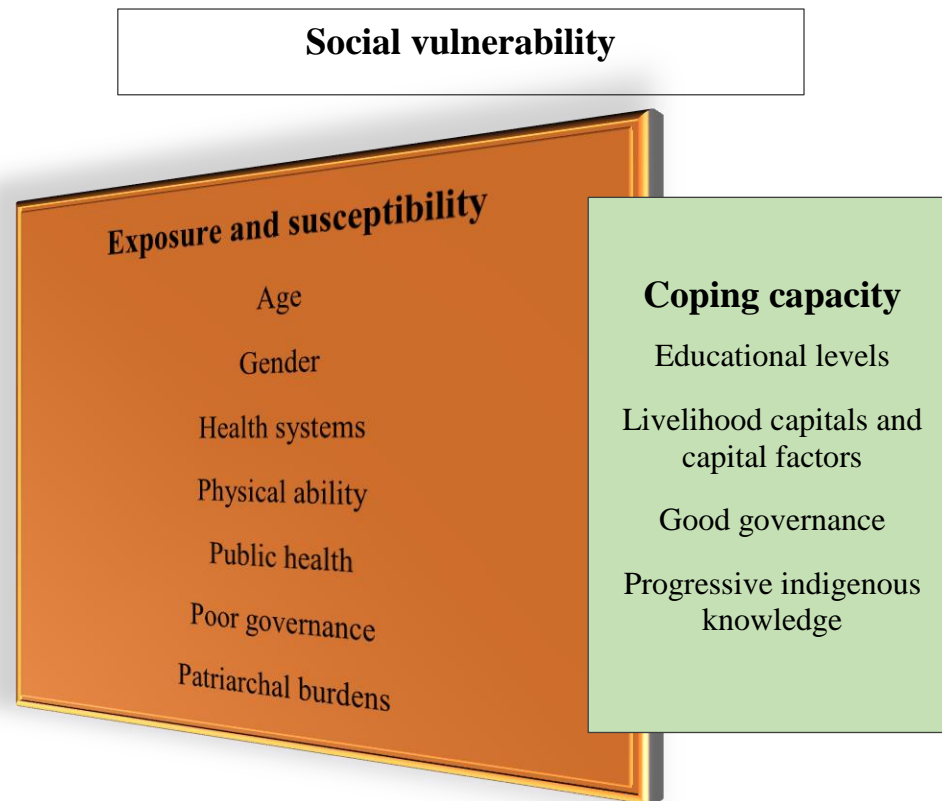 Social vulnerability
Exposure and susceptibility
Age
Gender
Health systems
Physical ability
Public health
Poor governance
Patriarchal burdens
Coping capacity
Educational levels
Livelihood capitals and
capital factors
Good governance
Progressive indigenous
knowledge